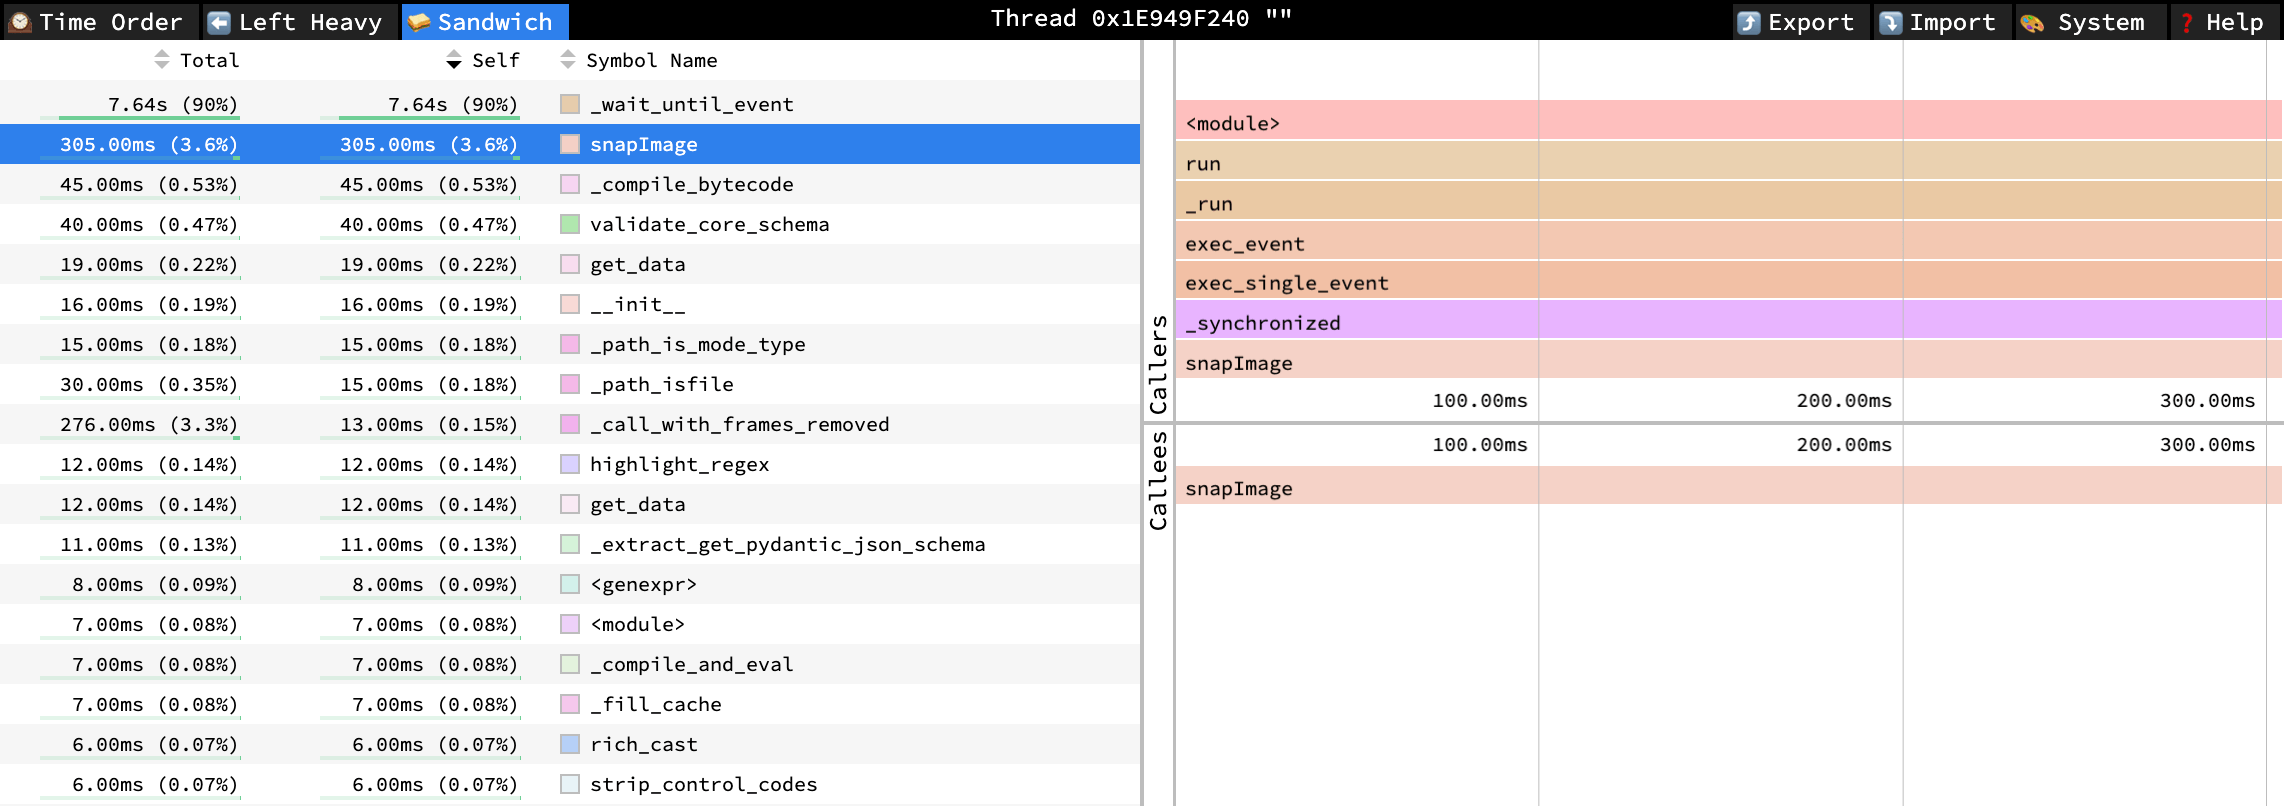 Time Order Left Heavy Sandwich Thread 0x1E949F240 "" Export Import System Help
Total Self Symbol Name
7.64s (90%) 7.64s (90%) _wait_until_event
305.00ms (3.6%) 305.00ms (3.6%) snapImage
45.00ms (0.53%) 45.00ms (0.53%) _compile_bytecode
40.00ms (0.47%) 40.00ms (0.47%) validate_core_schema
19.00ms (0.22%) 19.00ms (0.22%) get_data
16.00ms (0.19%) 16.00ms (0.19%) __init__
15.00ms (0.18%) 15.00ms (0.18%) _path_is_mode_type
30.00ms (0.35%) 15.00ms (0.18%) _path_isfile
276.00ms (3.3%) 13.00ms (0.15%) _call_with_frames_removed
12.00ms (0.14%) 12.00ms (0.14%) highlight_regex
12.00ms (0.14%) 12.00ms (0.14%) get_data
11.00ms (0.13%) 11.00ms (0.13%) _extract_get_pydantic_json_schema
8.00ms (0.09%) 8.00ms (0.09%) <genexpr>
7.00ms (0.08%) 7.00ms (0.08%) <module>
7.00ms (0.08%) 7.00ms (0.08%) _compile_and_eval
7.00ms (0.08%) 7.00ms (0.08%) _fill_cache
6.00ms (0.07%) 6.00ms (0.07%) rich_cast
6.00ms (0.07%) 6.00ms (0.07%) strip_control_codes
Callers
<module>
run
_run
exec_event
exec_single_event
_synchronized
snapImage
100.00ms 200.00ms 300.00ms
Callees
100.00ms 200.00ms 300.00ms
snapImage